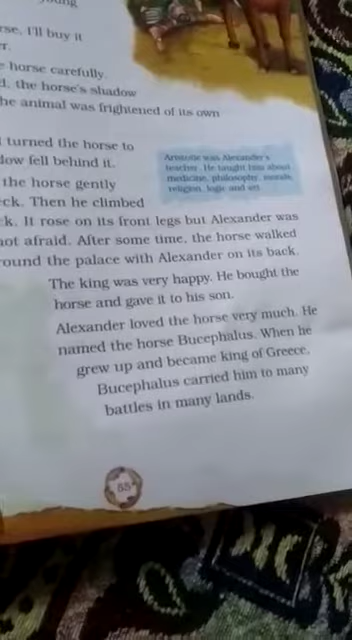 young
rse, I'll buy it
r.
e horse carefully.
d, the horse's shadow
he animal was frightened of its own
turned the horse to
dow fell behind it.
the horse gently
ck. Then he climbed
k. It rose on its front legs but Alexander was
not afraid. After some time, the horse walked
round the palace with Alexander on its back.
The king was very happy. He bought the
horse and gave it to his son.
Alexander loved the horse very much. He
named the horse Bucephalus. When he
grew up and became king of Greece,
Bucephalus carried him to many
battles in many lands.
Aristotle was Alexander's
teacher. He taught him about
medicine, philosophy, morals,
religion, logic and art.
55